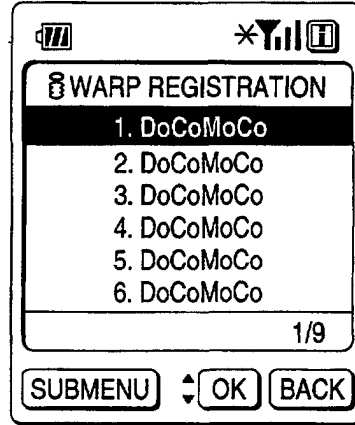 WARP REGISTRATION
1. DoCoMoCo
2. DoCoMoCo
3. DoCoMoCo
4. DoCoMoCo
5. DoCoMoCo
6. DoCoMoCo
1/9
SUBMENU OK BACK